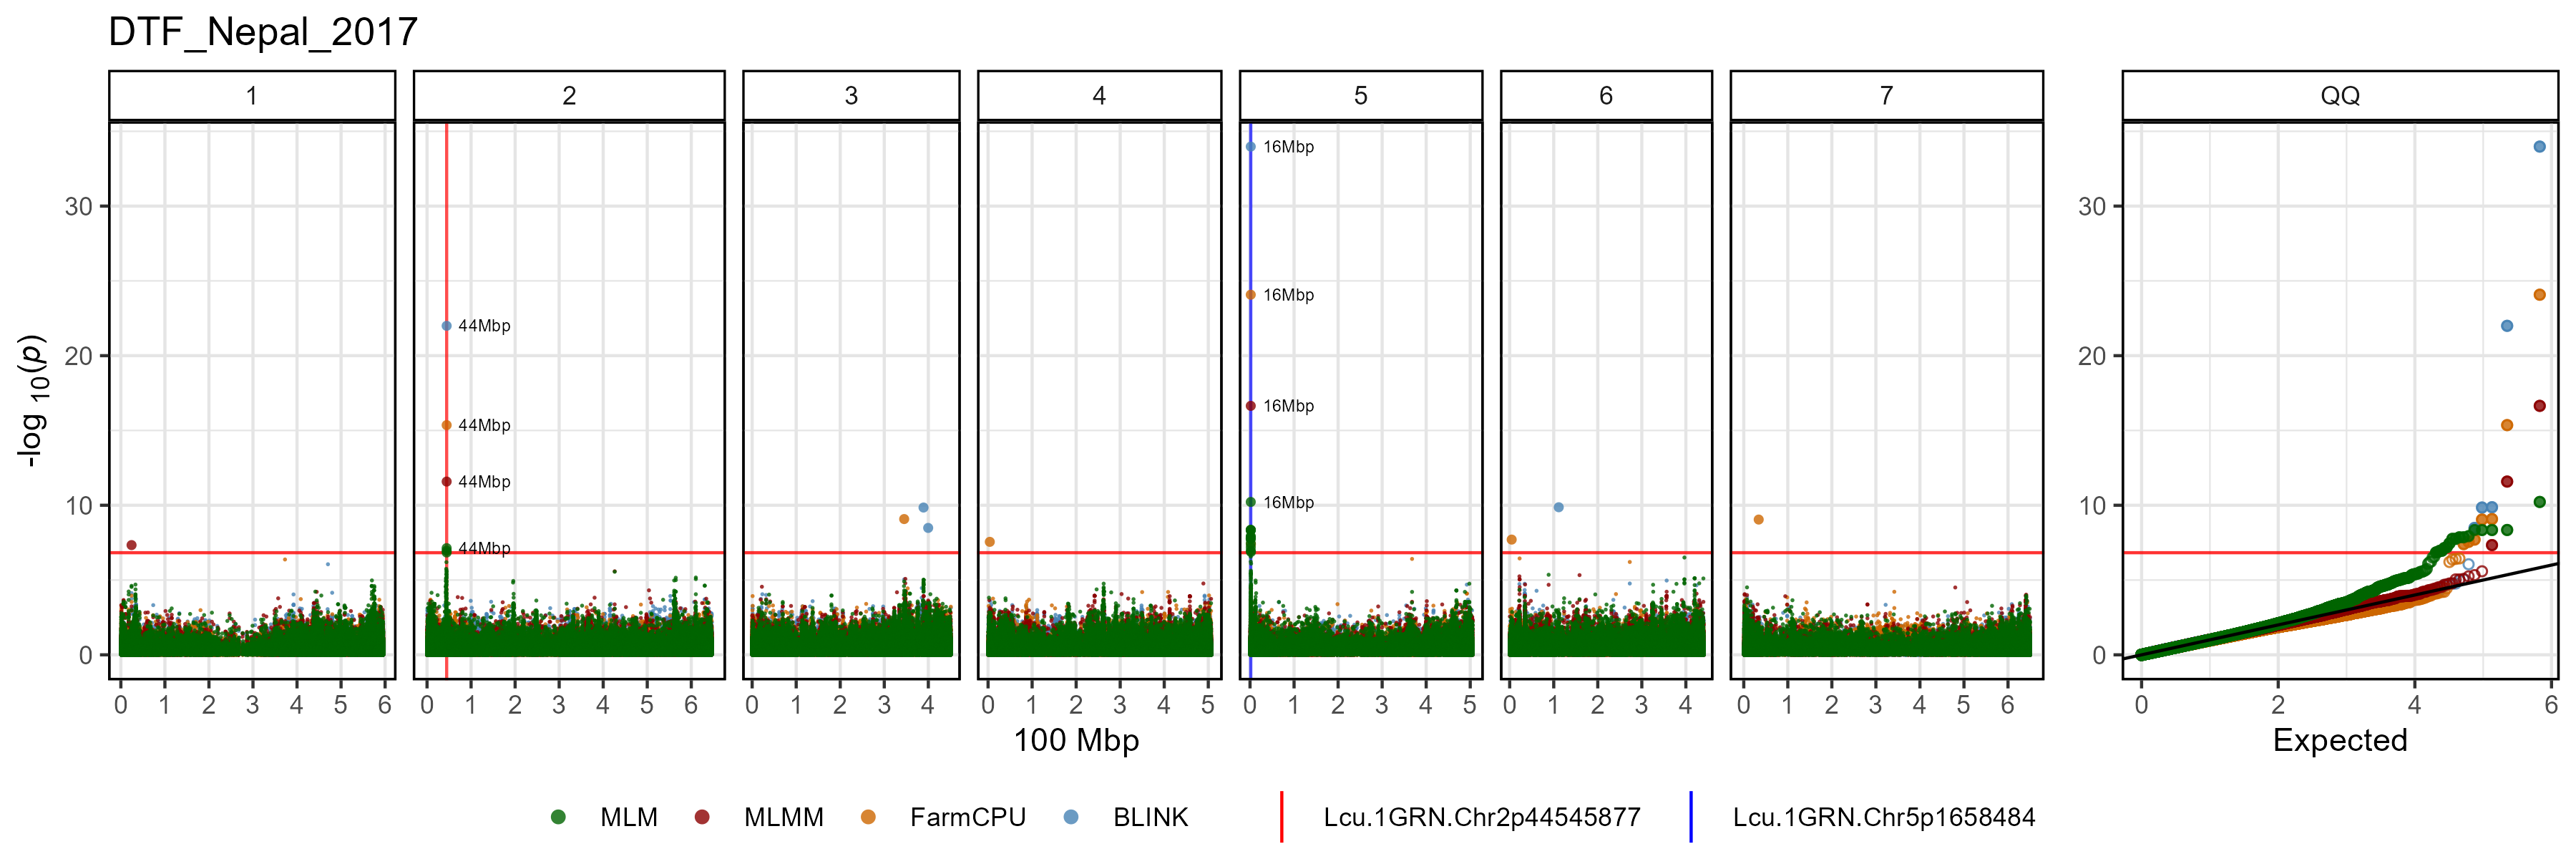 DTF_Nepal_2017
1 2 3 4 5 6 7 QQ
-log 10(p)
30
20
10
0
44Mbp
44Mbp
44Mbp
44Mbp
16Mbp
16Mbp
16Mbp
16Mbp
30
20
10
0
0 1 2 3 4 5 6
0 1 2 3 4 5 6
0 1 2 3 4
0 1 2 3 4 5
0 1 2 3 4 5
0 1 2 3 4
0 1 2 3 4 5 6
0 2 4 6
100 Mbp
Expected
MLM MLMM FarmCPU BLINK Lcu.1GRN.Chr2p44545877 Lcu.1GRN.Chr5p1658484